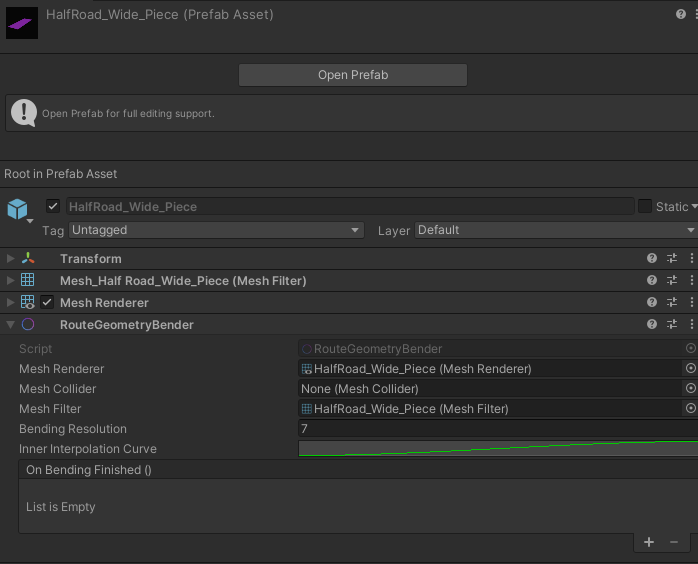 HalfRoad_Wide_Piece (Prefab Asset)
Open Prefab
Open Prefab for full editing support.
Root in Prefab Asset
HalfRoad_Wide_Piece
Static
Tag Untagged Layer Default
Transform
Mesh_Half Road_Wide_Piece (Mesh Filter)
Mesh Renderer
RouteGeometryBender
Script RouteGeometryBender
Mesh Renderer HalfRoad_Wide_Piece (Mesh Renderer)
Mesh Collider None (Mesh Collider)
Mesh Filter HalfRoad_Wide_Piece (Mesh Filter)
Bending Resolution 7
Inner Interpolation Curve
On Bending Finished ()
List is Empty